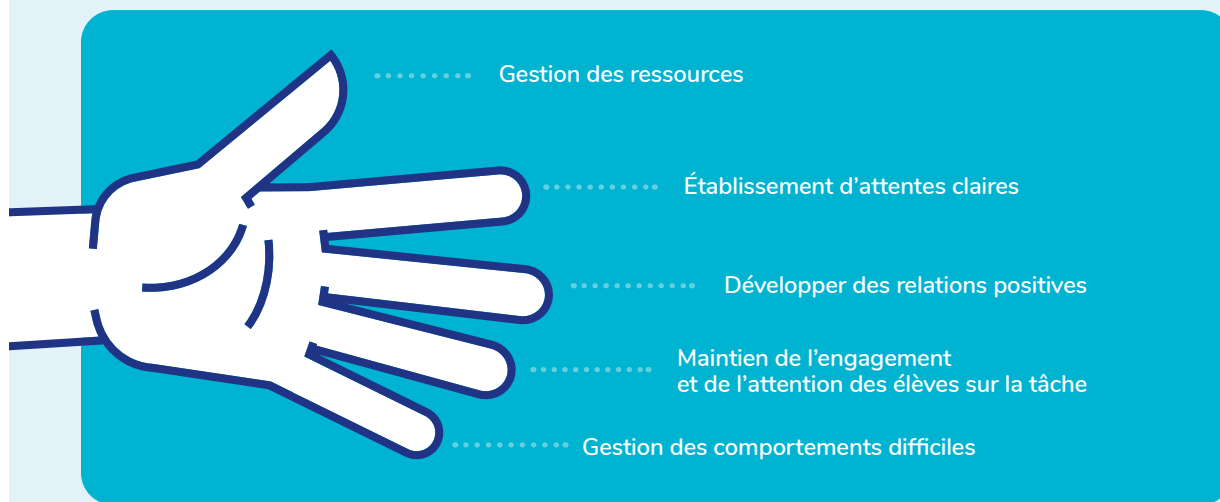 Gestion des ressources
Établissement d’attentes claires
Développer des relations positives
Maintien de l’engagement
et de l’attention des élèves sur la tâche
Gestion des comportements difficiles